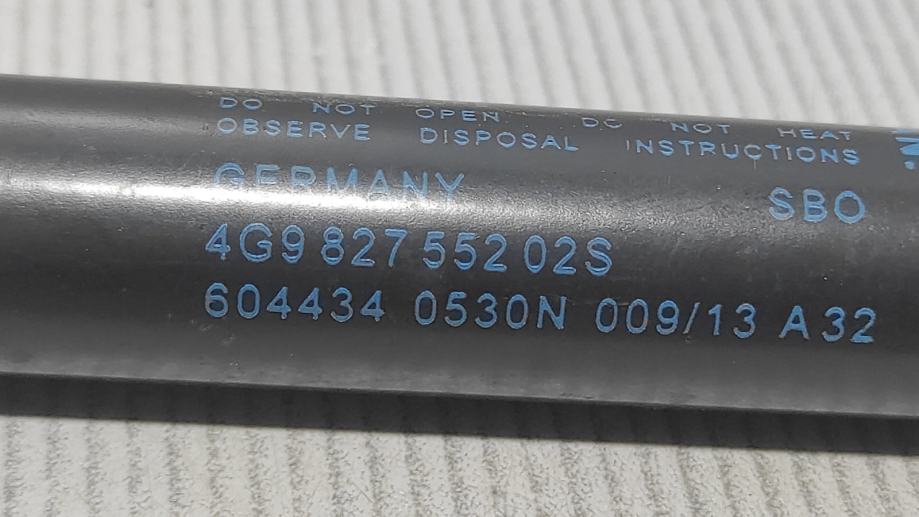 DO NOT OPEN DO NOT HEAT
OBSERVE DISPOSAL INSTRUCTIONS
GERMANY SBO
4G9 827 552 02S
604434 0530N 009/13 A 32